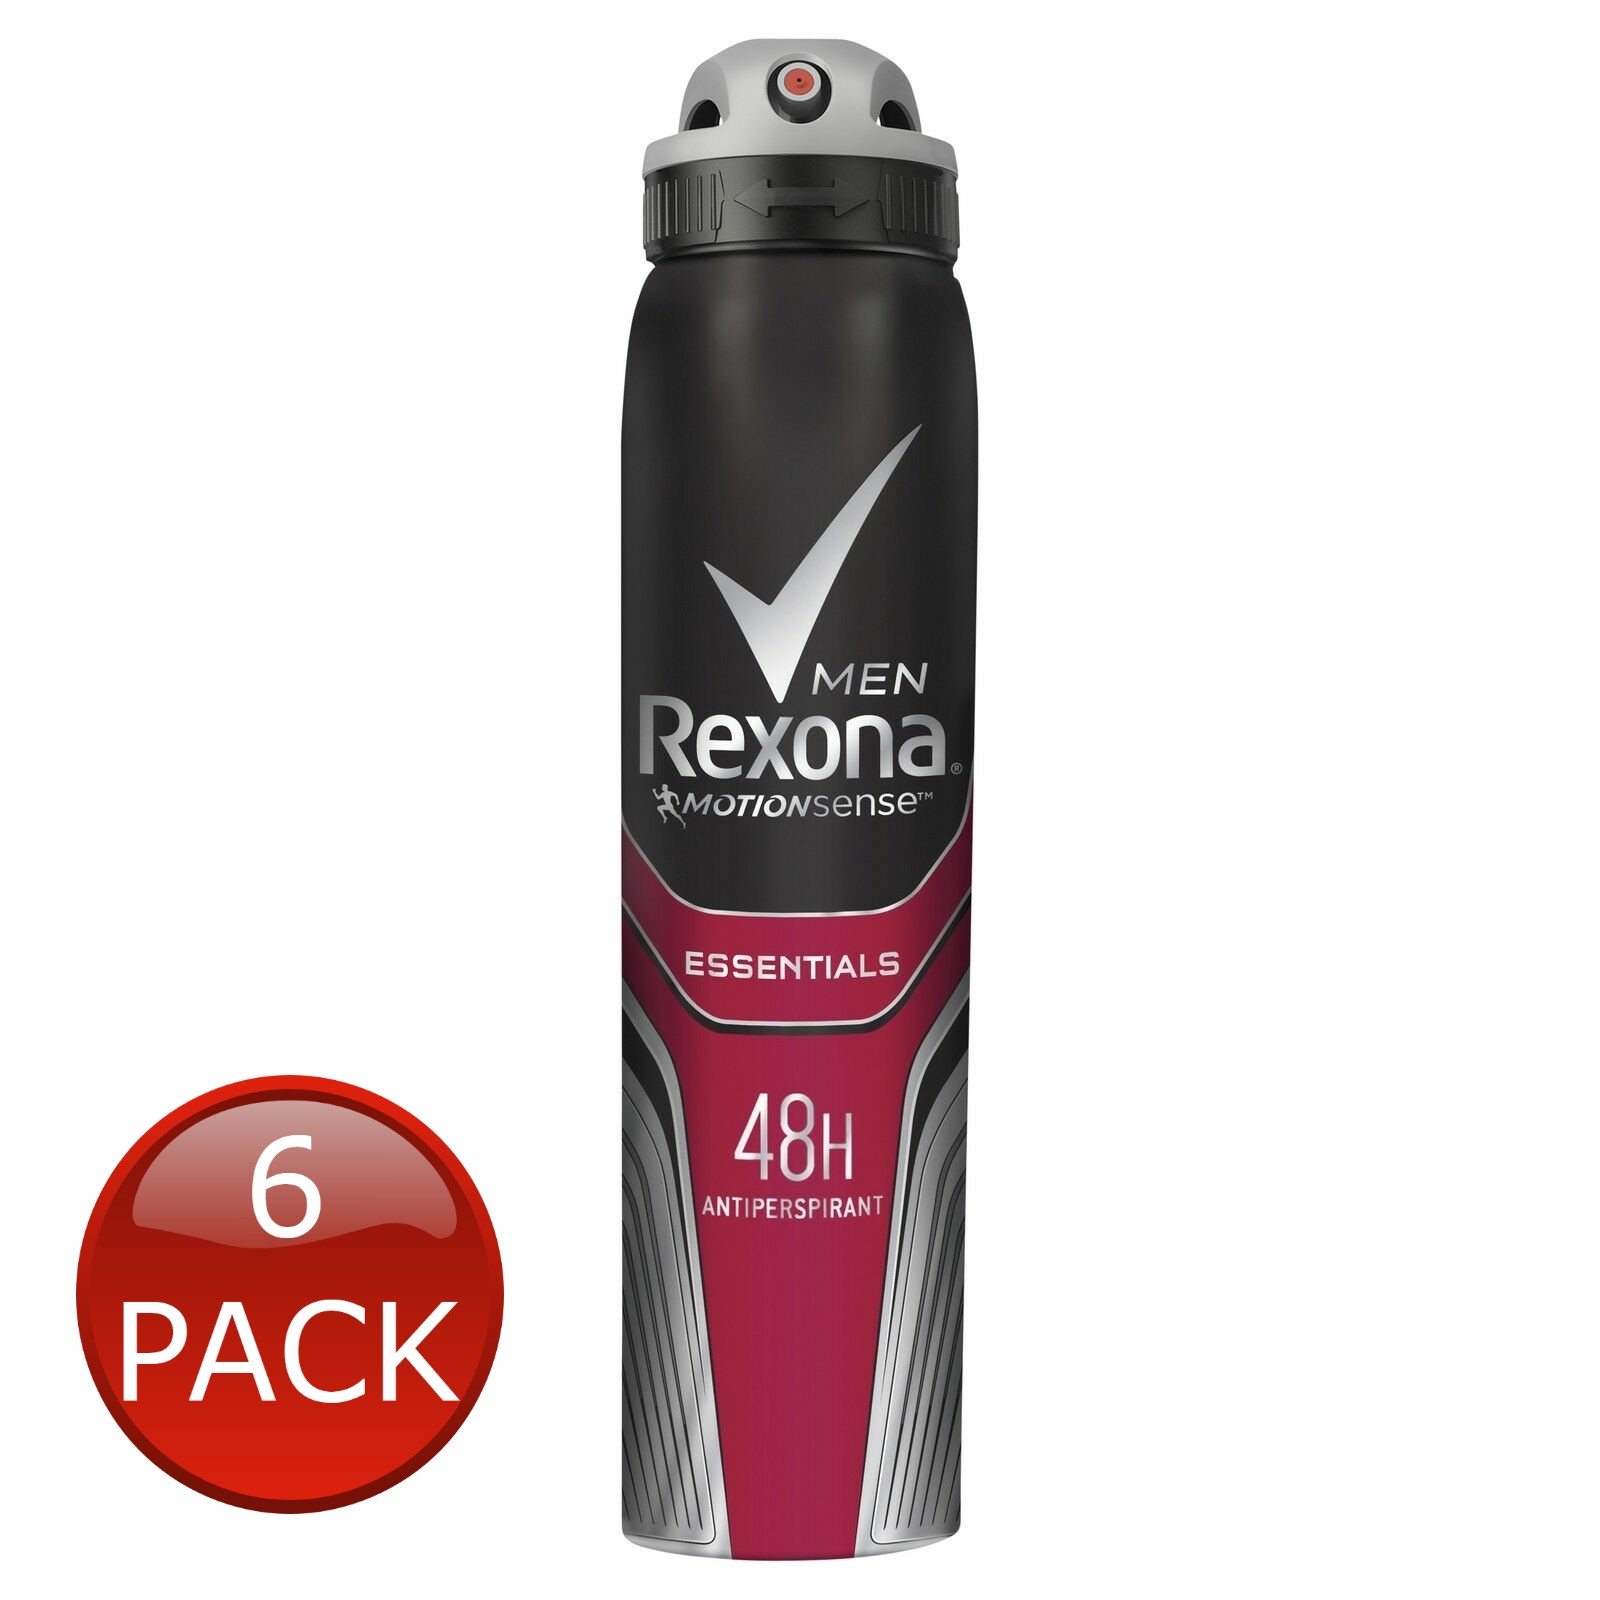 MEN
Rexona®
MOTIONsense™
ESSENTIALS
48H
ANTIPERSPIRANT
6
PACK